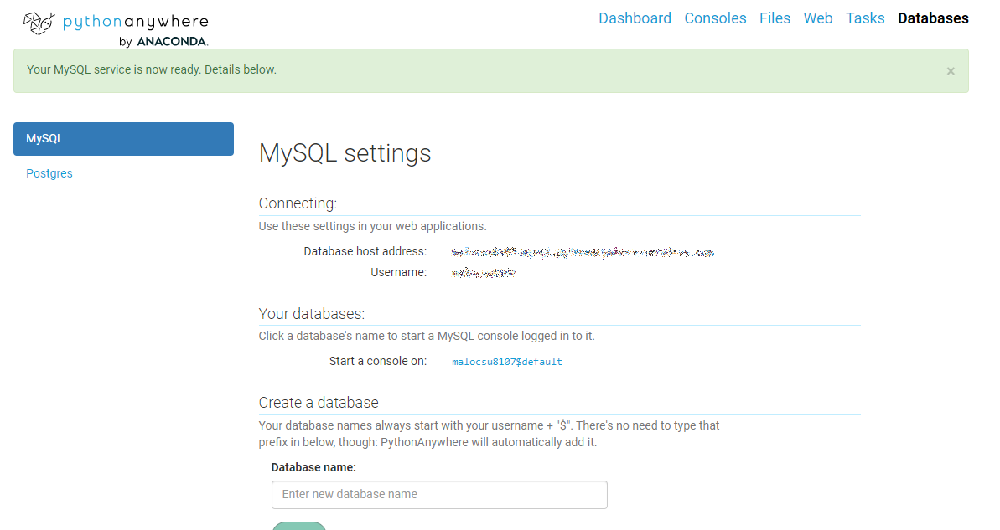 pythonanywhere
by ANACONDA.
Dashboard Consoles Files Web Tasks Databases
Your MySQL service is now ready. Details below. ×
MySQL
Postgres
MySQL settings
Connecting:
Use these settings in your web applications.
Database host address:
Username:
Your databases:
Click a database's name to start a MySQL console logged in to it.
Start a console on: malocsu8107$default
Create a database
Your database names always start with your username + "$". There's no need to type that
prefix in below, though: PythonAnywhere will automatically add it.
Database name:
Enter new database name